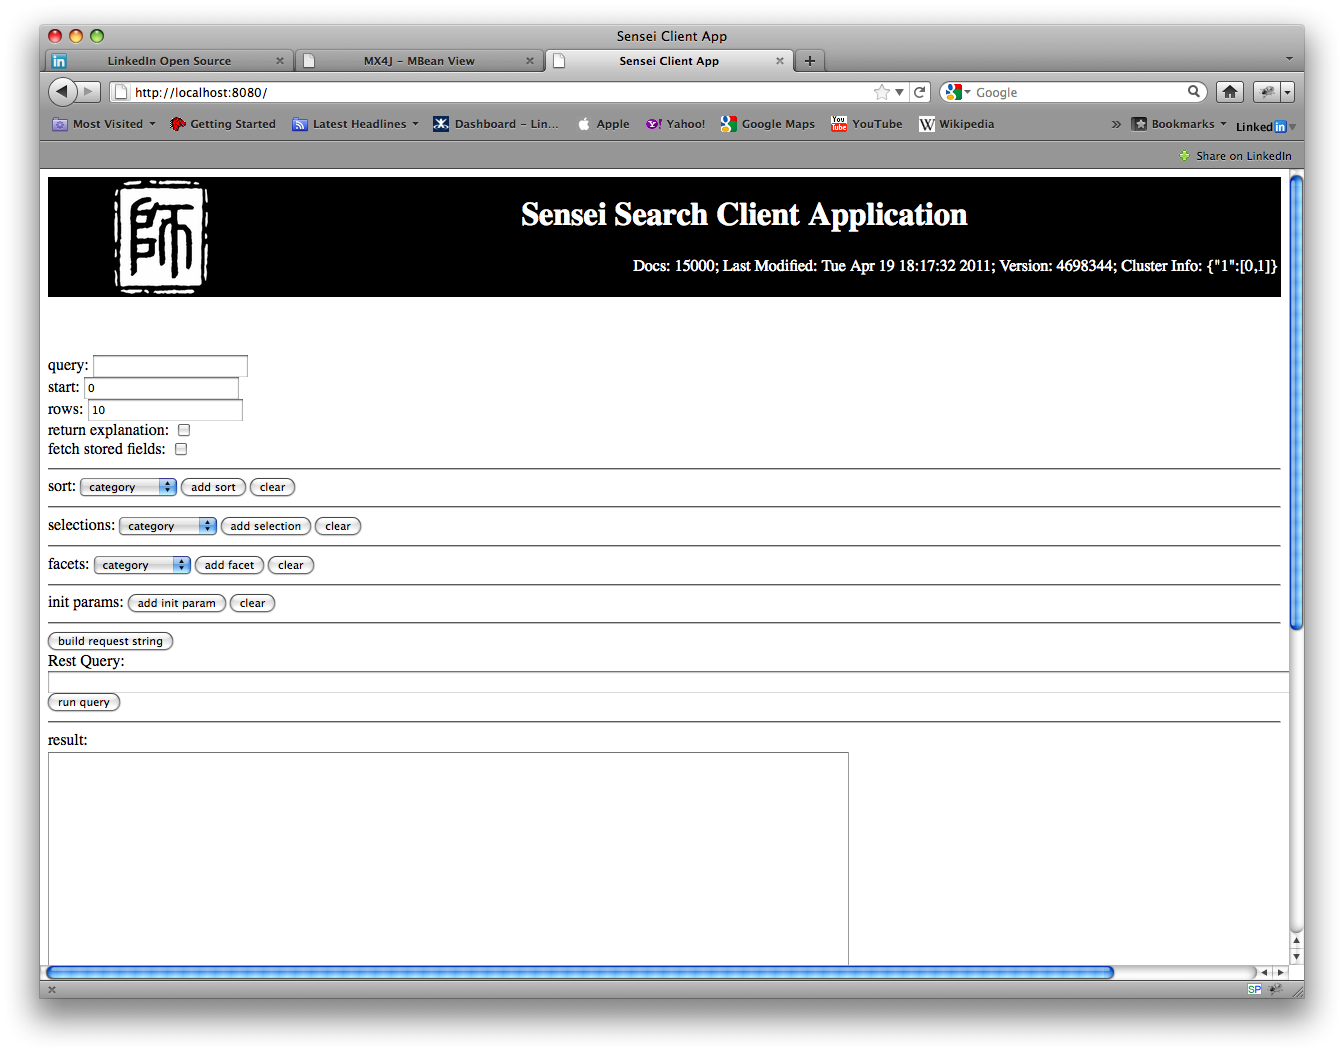 Sensei Client App
LinkedIn Open Source
MX4J - MBean View
Sensei Client App
http://localhost:8080/
Google
Most Visited
Getting Started
Latest Headlines
Dashboard - Lin...
Apple
Yahoo!
Google Maps
YouTube
Wikipedia
»
Bookmarks
Linked in
Share on LinkedIn
師
Sensei Search Client Application
Docs: 15000; Last Modified: Tue Apr 19 18:17:32 2011; Version: 4698344; Cluster Info: {"1":[0,1]}
query:
start: 0
rows: 10
return explanation:
fetch stored fields:
sort: category add sort clear
selections: category add selection clear
facets: category add facet clear
init params: add init param clear
build request string
Rest Query:
run query
result:
SP